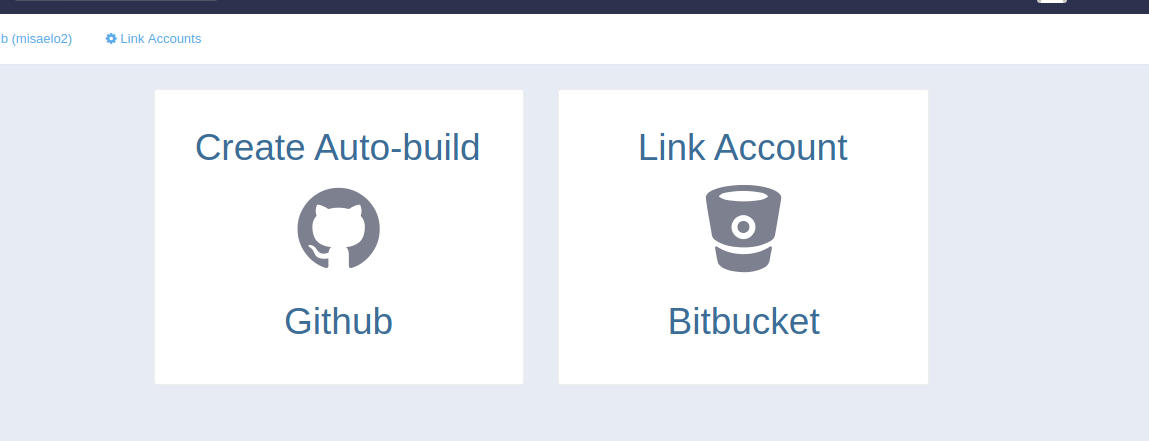 b (misaelo2) Link Accounts
Create Auto-build
Github
Link Account
Bitbucket